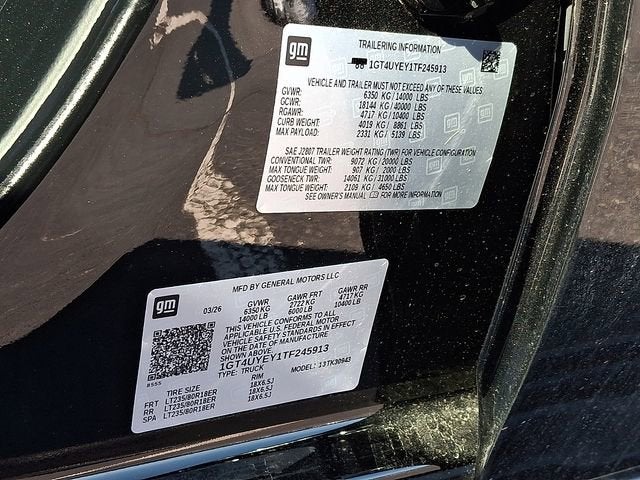 gm
TRAILERING INFORMATION
1GT4UYEY1TF245913
VEHICLE AND TRAILER MUST NOT EXCEED ANY OF THESE VALUES
GVWR: 6350 KG / 14000 LBS
GCWR: 18144 KG / 40000 LBS
RGAWR: 4717 KG / 10400 LBS
CURB WEIGHT: 4019 KG / 8861 LBS
MAX PAYLOAD: 2331 KG / 5139 LBS
SAE J2807 TRAILER WEIGHT RATING (TWR) FOR VEHICLE CONFIGURATION
CONVENTIONAL TWR: 9072 KG / 20000 LBS
MAX TONGUE WEIGHT: 907 KG / 2000 LBS
GOOSENECK TWR: 14061 KG / 31000 LBS
MAX TONGUE WEIGHT: 2109 KG / 4650 LBS
SEE OWNER'S MANUAL FOR MORE INFORMATION
gm
MFD BY GENERAL MOTORS LLC
03/26 GVWR GAWR FRT GAWR RR
6350 KG 2722 KG 4717 KG
14000 LB 6000 LB 10400 LB
THIS VEHICLE CONFORMS TO ALL
APPLICABLE U.S. FEDERAL MOTOR
VEHICLE SAFETY STANDARDS IN EFFECT
ON THE DATE OF MANUFACTURE
SHOWN ABOVE.
1GT4UYEY1TF245913
TYPE: TRUCK MODEL: 13TK30943
TIRE SIZE RIM
FRT LT235/80R18ER 18X6.5J
RR LT235/80R18ER 18X6.5J
SPA LT235/80R18ER 18X6.5J